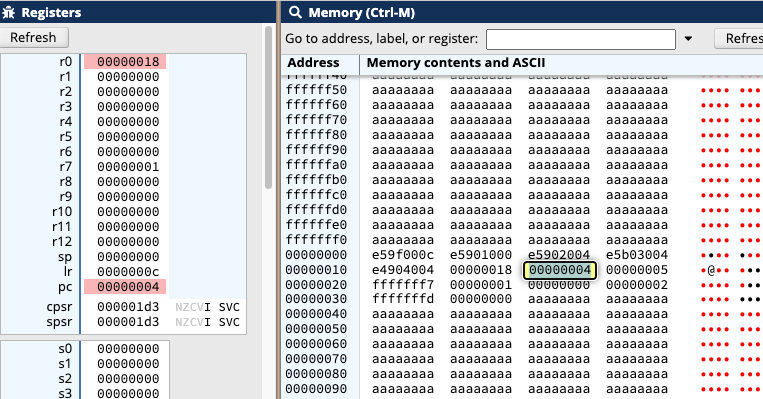 Registers
Refresh
r0 00000018
r1 00000000
r2 00000000
r3 00000000
r4 00000000
r5 00000000
r6 00000000
r7 00000001
r8 00000000
r9 00000000
r10 00000000
r11 00000000
r12 00000000
sp 00000000
lr 0000000c
pc 00000004
cpsr 000001d3 NZCVI SVC
spsr 000001d3 NZCVI SVC
s0 00000000
s1 00000000
s2 00000000
s3 00000000
Memory (Ctrl-M)
Go to address, label, or register: Refres
Address Memory contents and ASCII
ffffff40 aaaaaaaa aaaaaaaa aaaaaaaa aaaaaaaa
ffffff50 aaaaaaaa aaaaaaaa aaaaaaaa aaaaaaaa
ffffff60 aaaaaaaa aaaaaaaa aaaaaaaa aaaaaaaa
ffffff70 aaaaaaaa aaaaaaaa aaaaaaaa aaaaaaaa
ffffff80 aaaaaaaa aaaaaaaa aaaaaaaa aaaaaaaa
ffffff90 aaaaaaaa aaaaaaaa aaaaaaaa aaaaaaaa
ffffffa0 aaaaaaaa aaaaaaaa aaaaaaaa aaaaaaaa
ffffffb0 aaaaaaaa aaaaaaaa aaaaaaaa aaaaaaaa
ffffffc0 aaaaaaaa aaaaaaaa aaaaaaaa aaaaaaaa
ffffffd0 aaaaaaaa aaaaaaaa aaaaaaaa aaaaaaaa
ffffffe0 aaaaaaaa aaaaaaaa aaaaaaaa aaaaaaaa
fffffff0 aaaaaaaa aaaaaaaa aaaaaaaa aaaaaaaa
00000000 e59f000c e5901000 e5902004 e5b03004
00000010 e4904004 00000018 00000004 00000005 •@••
00000020 fffffff7 00000001 00000000 00000002
00000030 fffffffd 00000000 aaaaaaaa aaaaaaaa
00000040 aaaaaaaa aaaaaaaa aaaaaaaa aaaaaaaa
00000050 aaaaaaaa aaaaaaaa aaaaaaaa aaaaaaaa
00000060 aaaaaaaa aaaaaaaa aaaaaaaa aaaaaaaa
00000070 aaaaaaaa aaaaaaaa aaaaaaaa aaaaaaaa
00000080 aaaaaaaa aaaaaaaa aaaaaaaa aaaaaaaa
00000090 aaaaaaaa aaaaaaaa aaaaaaaa aaaaaaaa